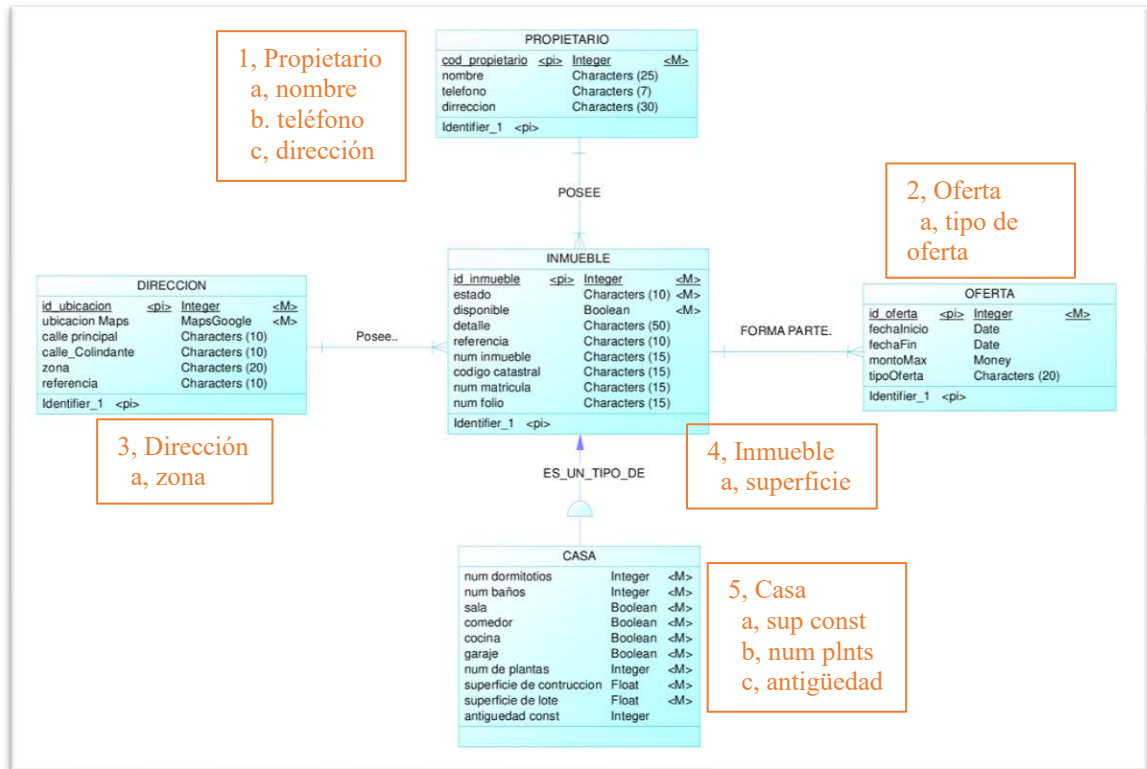 PROPIETARIO
cod_propietario <pi> Integer <M>
nombre Characters (25)
telefono Characters (7)
dirreccion Characters (30)
Identifier_1 <pi>
1, Propietario
a, nombre
b. teléfono
c, dirección
POSEE
2, Oferta
a, tipo de
oferta
DIRECCION
id_ubicacion <pi> Integer <M>
ubicacion Maps MapsGoogle <M>
calle principal Characters (10)
calle_Colindante Characters (10)
zona Characters (20)
referencia Characters (10)
Identifier_1 <pi>
Posee..
INMUEBLE
id_inmueble <pi> Integer <M>
estado Characters (10) <M>
disponible Boolean <M>
detalle Characters (50)
referencia Characters (10)
num inmueble Characters (15)
codigo catastral Characters (15)
num matricula Characters (15)
num folio Characters (15)
Identifier_1 <pi>
FORMA PARTE.
OFERTA
id_oferta <pi> Integer <M>
fechaInicio Date
fechaFin Date
montoMax Money
tipoOferta Characters (20)
Identifier_1 <pi>
3, Dirección
a, zona
4, Inmueble
a, superficie
ES_UN_TIPO_DE
CASA
num dormitotios Integer <M>
num baños Integer <M>
sala Boolean <M>
comedor Boolean <M>
cocina Boolean <M>
garaje Boolean <M>
num de plantas Integer <M>
superficie de contruccion Float <M>
superficie de lote Float <M>
antiguedad const Integer
5, Casa
a, sup const
b, num plnts
c, antigüedad